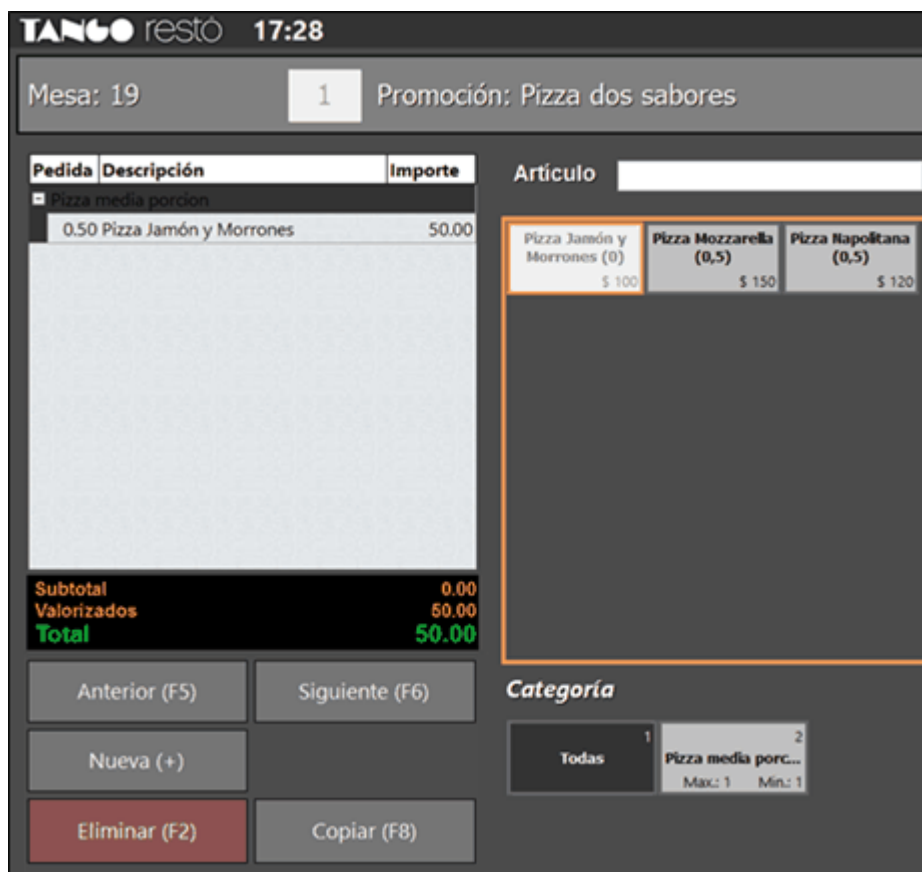 TANGO restó 17:28
Mesa: 19 1 Promoción: Pizza dos sabores
Pedida Descripción Importe
Pizza media porcion
0.50 Pizza Jamón y Morrones 50.00
Subtotal 0.00
Valorizados 50.00
Total 50.00
Anterior (F5) Siguiente (F6)
Nueva (+)
Eliminar (F2) Copiar (F8)
Artículo
Pizza Jamón y
Morrones (0)
$ 100
Pizza Mozzarella
(0,5)
$ 150
Pizza Napolitana
(0,5)
$ 120
Categoría
1
Todas
2
Pizza media porc...
Max.: 1 Min.: 1